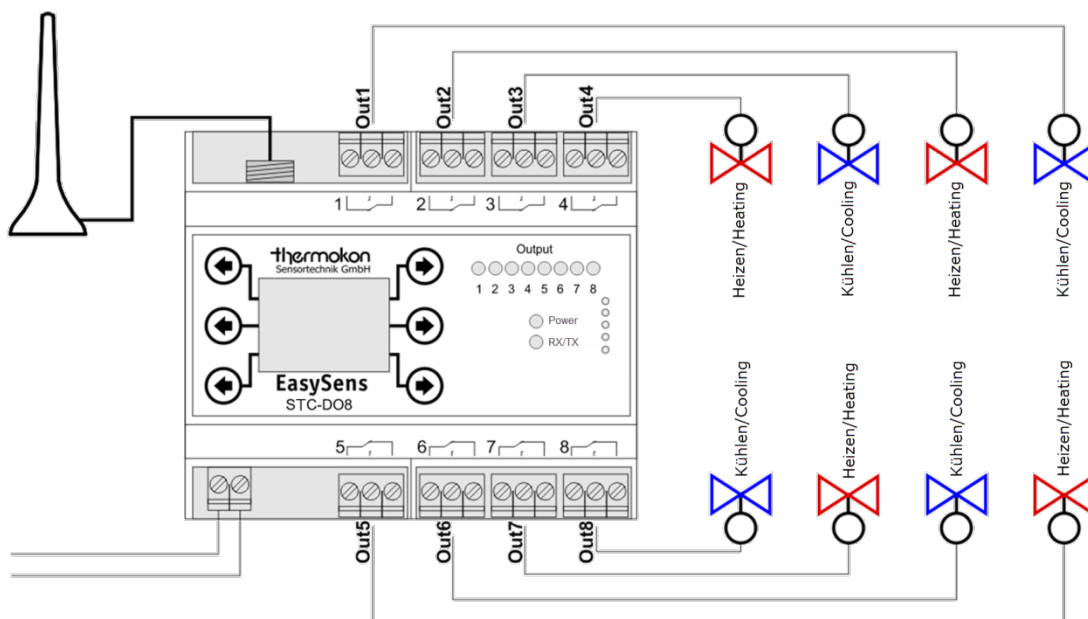 Out1
Out2
Out3
Out4
1
2
3
4
Heizen/Heating
Kühlen/Cooling
Heizen/Heating
Kühlen/Cooling
thermokon
Sensortechnik GmbH
Output
1 2 3 4 5 6 7 8
Power
RX/TX
EasySens
STC-DO8
Kühlen/Cooling
Heizen/Heating
Kühlen/Cooling
Heizen/Heating
5
6
7
8
Out5
Out6
Out7
Out8